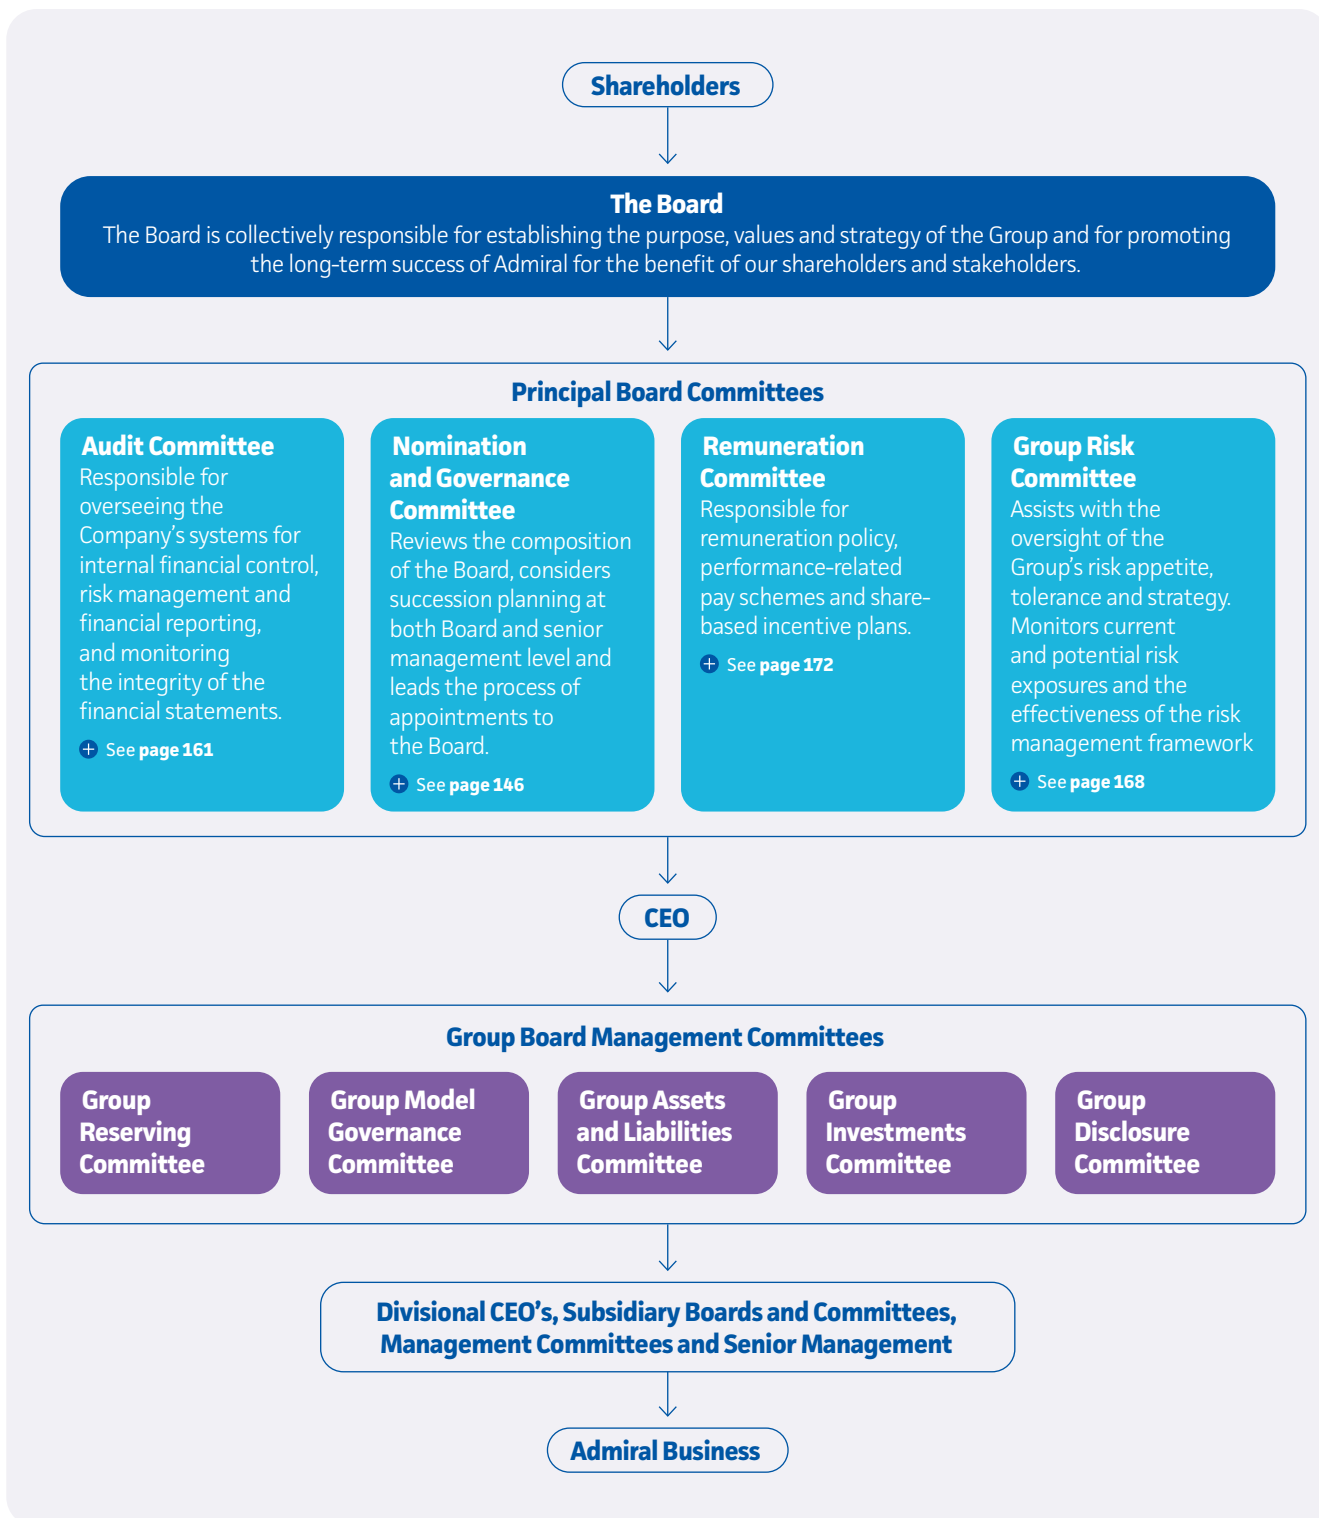 Shareholders
The Board
The Board is collectively responsible for establishing the purpose, values and strategy of the Group and for promoting
the long-term success of Admiral for the benefit of our shareholders and stakeholders.
Principal Board Committees
Audit Committee
Responsible for
overseeing the
Company's systems for
internal financial control,
risk management and
financial reporting,
and monitoring
the integrity of the
financial statements.
See page 161
Nomination
and Governance
Committee
Reviews the composition
of the Board, considers
succession planning at
both Board and senior
management level and
leads the process of
appointments to
the Board.
See page 146
Remuneration
Committee
Responsible for
remuneration policy,
performance-related
pay schemes and share-
based incentive plans.
See page 172
Group Risk
Committee
Assists with the
oversight of the
Group's risk appetite,
tolerance and strategy.
Monitors current
and potential risk
exposures and the
effectiveness of the risk
management framework
See page 168
CEO
Group Board Management Committees
Group
Reserving
Committee
Group Model
Governance
Committee
Group Assets
and Liabilities
Committee
Group
Investments
Committee
Group
Disclosure
Committee
Divisional CEO's, Subsidiary Boards and Committees,
Management Committees and Senior Management
Admiral Business